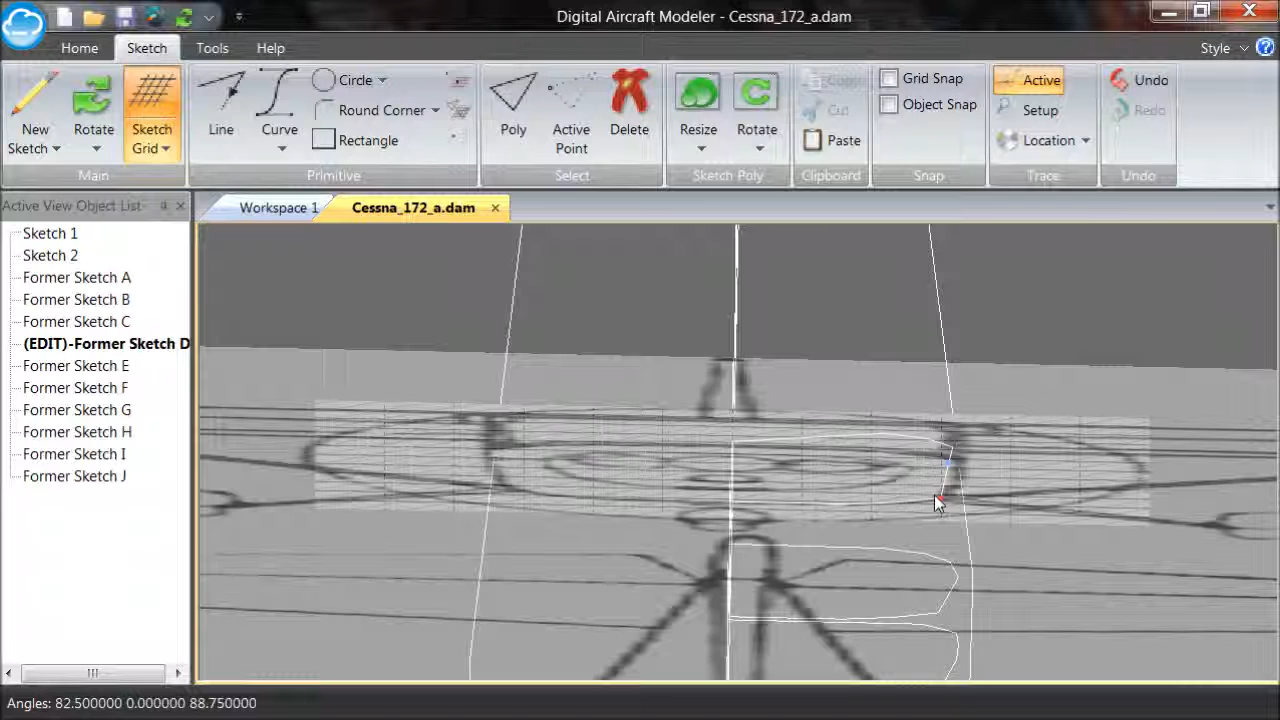 Digital Aircraft Modeler - Cessna_172_a.dam
Home Sketch Tools Help Style
New Sketch
Rotate
Sketch Grid
Main
Line
Curve
Circle
Round Corner
Rectangle
Primitive
Poly
Active Point
Delete
Select
Resize
Rotate
Sketch Poly
Copy
Cut
Paste
Clipboard
Grid Snap
Object Snap
Snap
Active
Setup
Location
Trace
Undo
Redo
Undo
Active View Object List
Workspace 1
Cessna_172_a.dam
Sketch 1
Sketch 2
Former Sketch A
Former Sketch B
Former Sketch C
(EDIT)-Former Sketch D
Former Sketch E
Former Sketch F
Former Sketch G
Former Sketch H
Former Sketch I
Former Sketch J
Angles: 82.500000 0.000000 88.750000